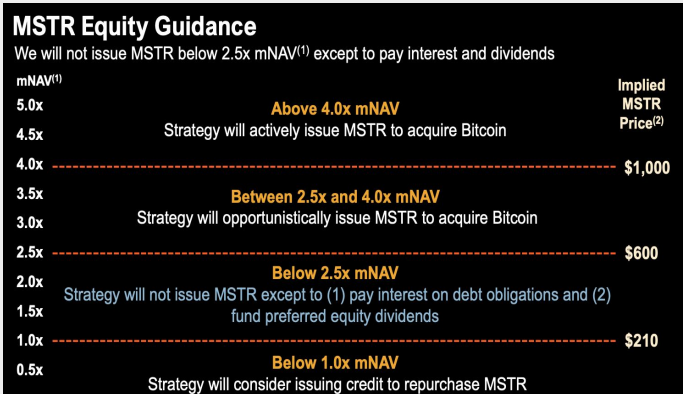 MSTR Equity Guidance
We will not issue MSTR below 2.5x mNAV(1) except to pay interest and dividends
mNAV(1)
Implied
MSTR
Price(2)
5.0x
Above 4.0x mNAV
4.5x
Strategy will actively issue MSTR to acquire Bitcoin
4.0x
$1,000
3.5x
Between 2.5x and 4.0x mNAV
3.0x
Strategy will opportunistically issue MSTR to acquire Bitcoin
2.5x
$600
Below 2.5x mNAV
2.0x
Strategy will not issue MSTR except to (1) pay interest on debt obligations and (2)
1.5x
fund preferred equity dividends
1.0x
$210
Below 1.0x mNAV
0.5x
Strategy will consider issuing credit to repurchase MSTR